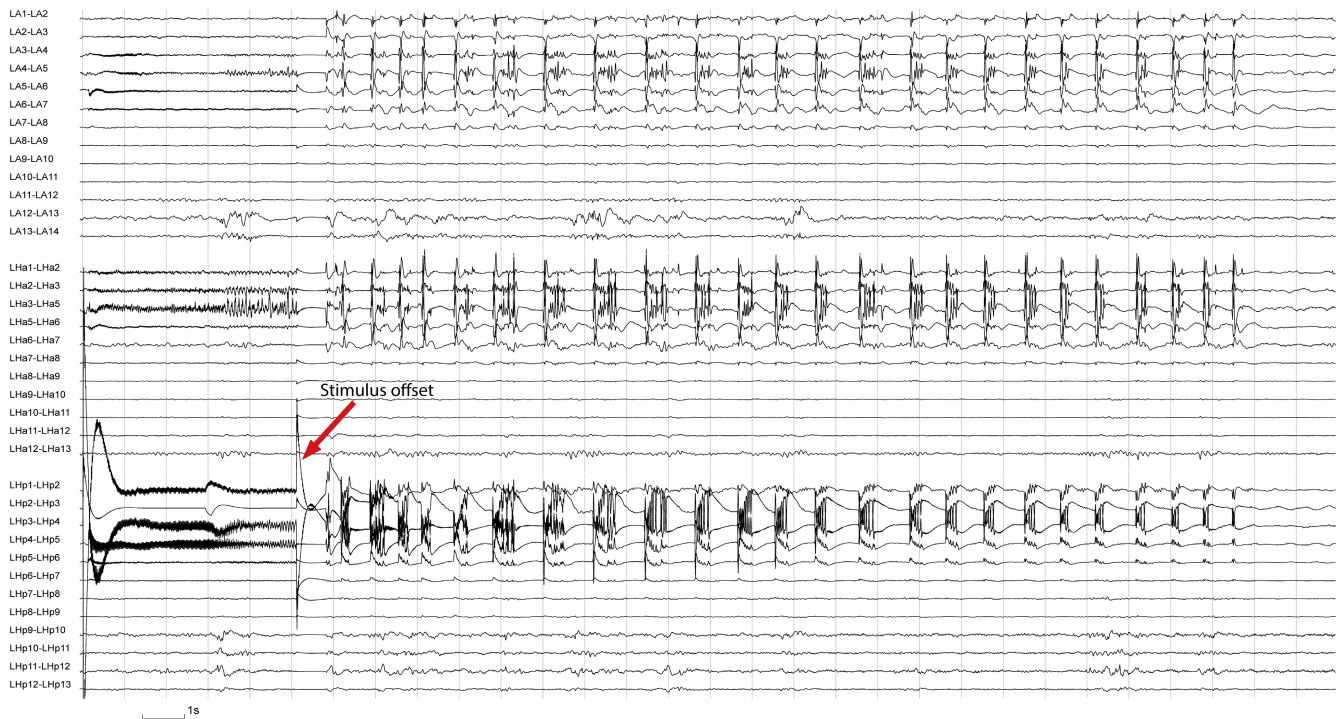 LA1-LA2
LA2-LA3
LA3-LA4
LA4-LA5
LA5-LA6
LA6-LA7
LA7-LA8
LA8-LA9
LA9-LA10
LA10-LA11
LA11-LA12
LA12-LA13
LA13-LA14
LHa1-LHa2
LHa2-LHa3
LHa3-LHa5
LHa5-LHa6
LHa6-LHa7
LHa7-LHa8
LHa8-LHa9
LHa9-LHa10
Stimulus offset
LHa10-LHa11
LHa11-LHa12
LHa12-LHa13
LHp1-LHp2
LHp2-LHp3
LHp3-LHp4
LHp4-LHp5
LHp5-LHp6
LHp6-LHp7
LHp7-LHp8
LHp8-LHp9
LHp9-LHp10
LHp10-LHp11
LHp11-LHp12
LHp12-LHp13
1s